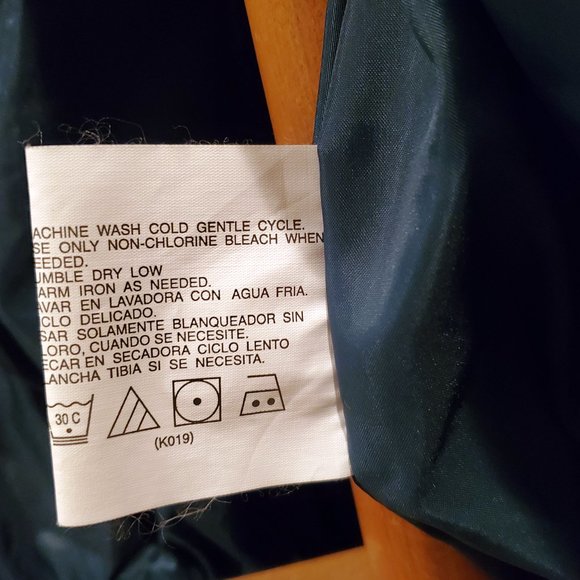 ACHINE WASH COLD GENTLE CYCLE.
SE ONLY NON-CHLORINE BLEACH WHEN
EEDED.
UMBLE DRY LOW
ARM IRON AS NEEDED.
AVAR EN LAVADORA CON AGUA FRIA.
ICLO DELICADO.
SAR SOLAMENTE BLANQUEADOR SIN
LORO, CUANDO SE NECESITE.
ECAR EN SECADORA CICLO LENTO
LANCHA TIBIA SI SE NECESITA.
30 C
(K019)